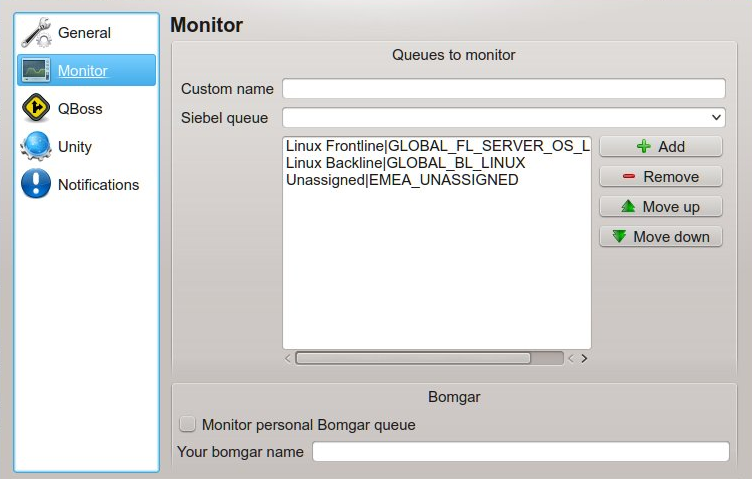 General
Monitor
QBoss
Unity
Notifications
Monitor
Queues to monitor
Custom name
Siebel queue
Linux Frontline|GLOBAL_FL_SERVER_OS_L
Linux Backline|GLOBAL_BL_LINUX
Unassigned|EMEA_UNASSIGNED
Add
Remove
Move up
Move down
Bomgar
Monitor personal Bomgar queue
Your bomgar name